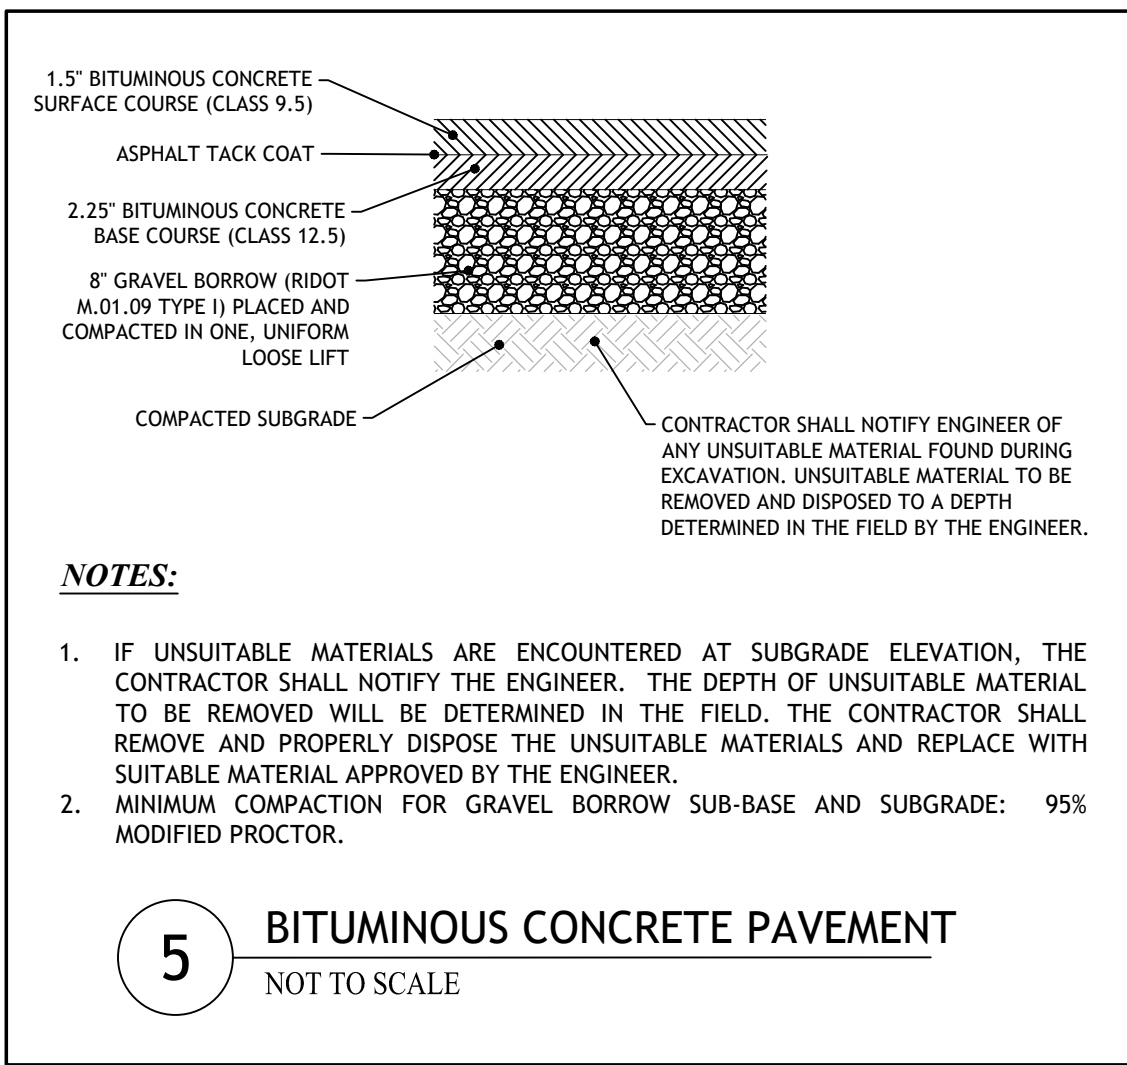 1.5" BITUMINOUS CONCRETE
SURFACE COURSE (CLASS 9.5)
ASPHALT TACK COAT
2.25" BITUMINOUS CONCRETE
BASE COURSE (CLASS 12.5)
8" GRAVEL BORROW (RIDOT
M.01.09 TYPE I) PLACED AND
COMPACTED IN ONE, UNIFORM
LOOSE LIFT
COMPACTED SUBGRADE
CONTRACTOR SHALL NOTIFY ENGINEER OF
ANY UNSUITABLE MATERIAL FOUND DURING
EXCAVATION. UNSUITABLE MATERIAL TO BE
REMOVED AND DISPOSED TO A DEPTH
DETERMINED IN THE FIELD BY THE ENGINEER.
NOTES:
1. IF UNSUITABLE MATERIALS ARE ENCOUNTERED AT SUBGRADE ELEVATION, THE
CONTRACTOR SHALL NOTIFY THE ENGINEER. THE DEPTH OF UNSUITABLE MATERIAL
TO BE REMOVED WILL BE DETERMINED IN THE FIELD. THE CONTRACTOR SHALL
REMOVE AND PROPERLY DISPOSE THE UNSUITABLE MATERIALS AND REPLACE WITH
SUITABLE MATERIAL APPROVED BY THE ENGINEER.
2. MINIMUM COMPACTION FOR GRAVEL BORROW SUB-BASE AND SUBGRADE: 95%
MODIFIED PROCTOR.
5
BITUMINOUS CONCRETE PAVEMENT
NOT TO SCALE